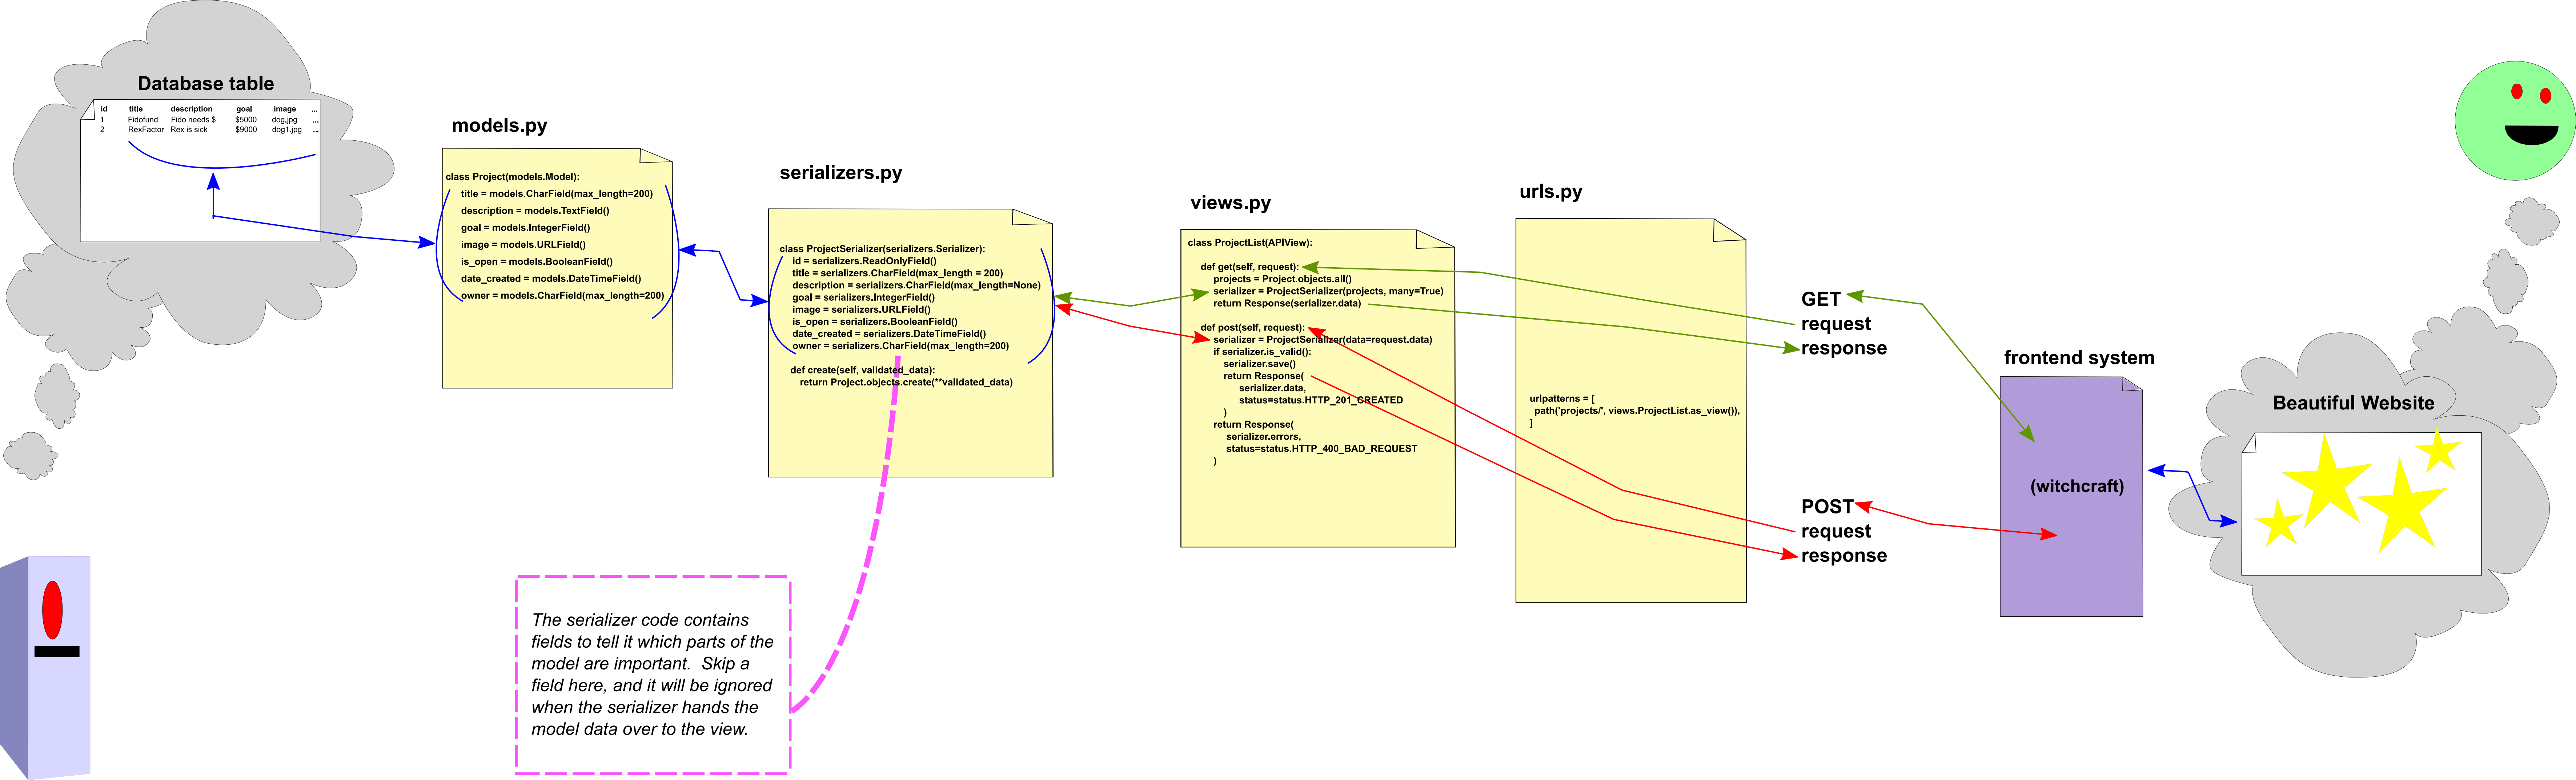 Database table
id title description goal image ...
1 Fidofund Fido needs $ $5000 dog,jpg ...
2 RexFactor Rex is sick $9000 dog1,jpg ...
models.py
class Project(models.Model):
title = models.CharField(max_length=200)
description = models.TextField()
goal = models.IntegerField()
image = models.URLField()
is_open = models.BooleanField()
date_created = models.DateTimeField()
owner = models.CharField(max_length=200)
serializers.py
class ProjectSerializer(serializers.Serializer):
id = serializers.ReadOnlyField()
title = serializers.CharField(max_length = 200)
description = serializers.CharField(max_length=None)
goal = serializers.IntegerField()
image = serializers.URLField()
is_open = serializers.BooleanField()
date_created = serializers.DateTimeField()
owner = serializers.CharField(max_length=200)
def create(self, validated_data):
return Project.objects.create(**validated_data)
The serializer code contains
fields to tell it which parts of the
model are important. Skip a
field here, and it will be ignored
when the serializer hands the
model data over to the view.
views.py
class ProjectList(APIView):
def get(self, request):
projects = Project.objects.all()
serializer = ProjectSerializer(projects, many=True)
return Response(serializer.data)
def post(self, request):
serializer = ProjectSerializer(data=request.data)
if serializer.is_valid():
serializer.save()
return Response(
serializer.data,
status=status.HTTP_201_CREATED
)
return Response(
serializer.errors,
status=status.HTTP_400_BAD_REQUEST
)
urls.py
urlpatterns = [
path('projects/', views.ProjectList.as_view()),
]
GET
request
response
POST
request
response
frontend system
(witchcraft)
Beautiful Website